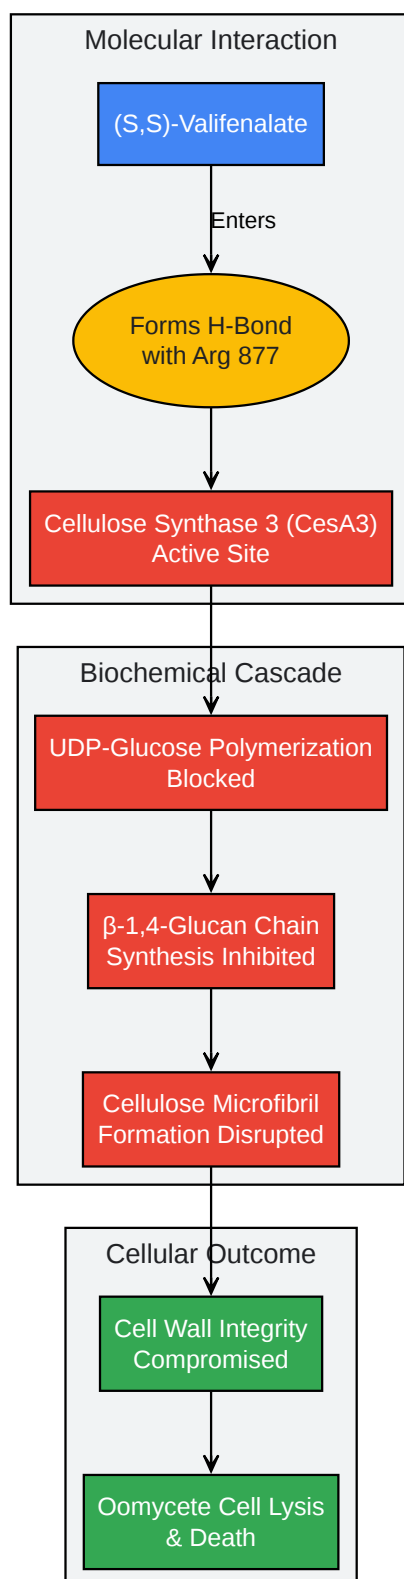 Molecular Interaction
(S,S)-Valifenalate
Enters
Forms H-Bond
with Arg 877
Cellulose Synthase 3 (CesA3)
Active Site
Biochemical Cascade
UDP-Glucose Polymerization
Blocked
β-1,4-Glucan Chain
Synthesis Inhibited
Cellulose Microfibril
Formation Disrupted
Cellular Outcome
Cell Wall Integrity
Compromised
Oomycete Cell Lysis
& Death